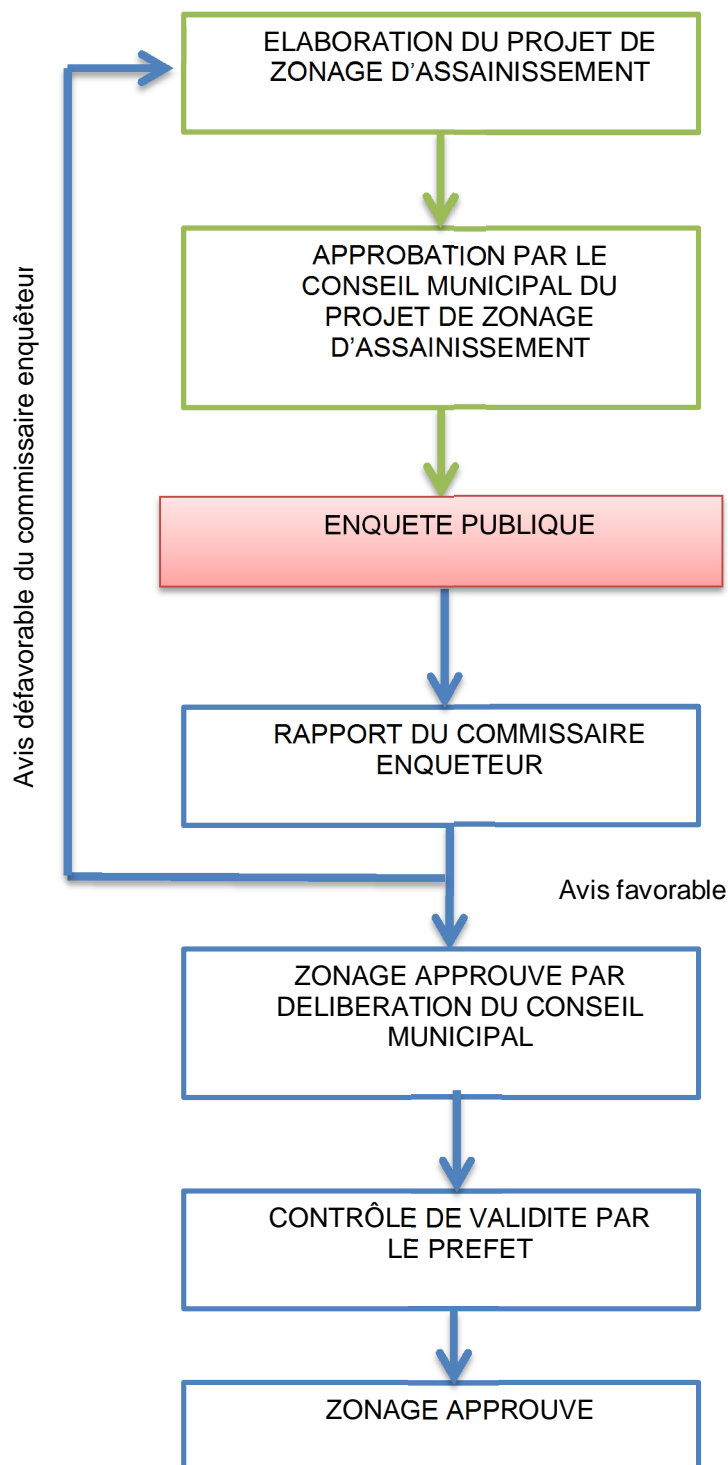 ELABORATION DU PROJET DE
ZONAGE D'ASSAINISSEMENT
APPROBATION PAR LE
CONSEIL MUNICIPAL DU
PROJET DE ZONAGE
D'ASSAINISSEMENT
Avis défavorable du commissaire enquêteur
ENQUETE PUBLIQUE
RAPPORT DU COMMISSAIRE
ENQUETEUR
Avis favorable
ZONAGE APPROUVE PAR
DELIBERATION DU CONSEIL
MUNICIPAL
CONTRÔLE DE VALIDITE PAR
LE PREFET
ZONAGE APPROUVE